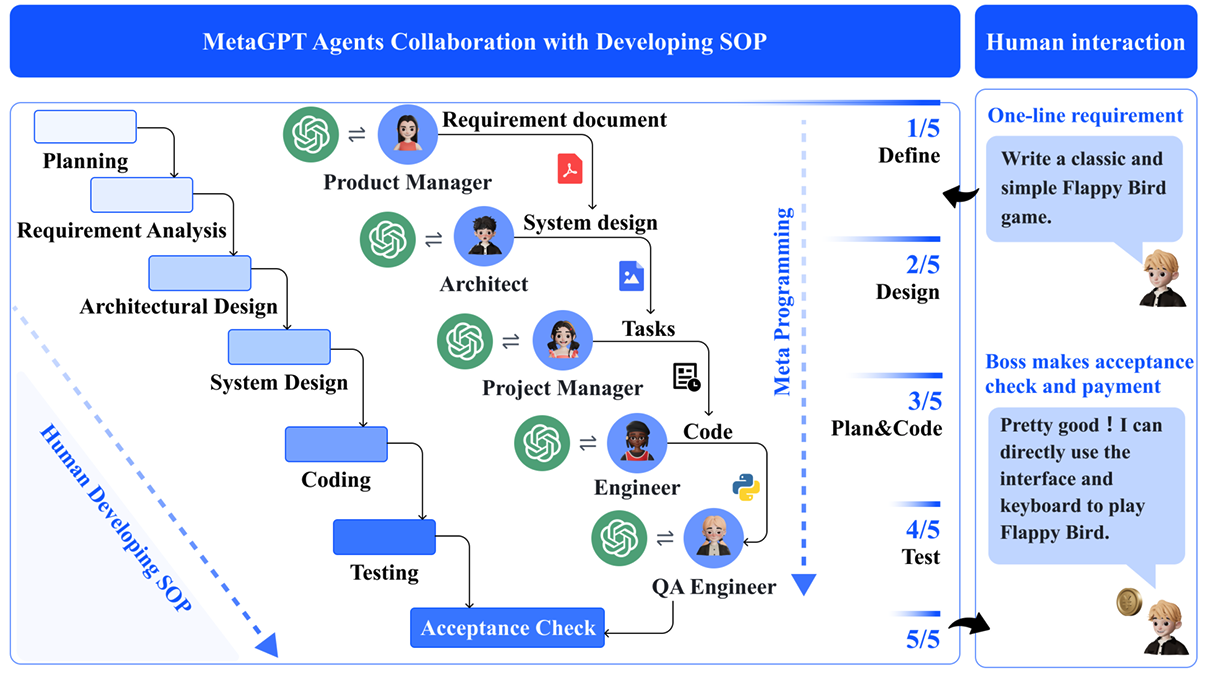 MetaGPT Agents Collaboration with Developing SOP
Human interaction
Planning
Requirement Analysis
Architectural Design
System Design
Coding
Testing
Acceptance Check
Human Developing SOP
Requirement document
Product Manager
System design
Architect
Tasks
Project Manager
Code
Engineer
QA Engineer
Meta Programming
1/5
Define
2/5
Design
3/5
Plan&Code
4/5
Test
5/5
One-line requirement
Write a classic and
simple Flappy Bird
game.
Boss makes acceptance
check and payment
Pretty good！I can
directly use the
interface and
keyboard to play
Flappy Bird.